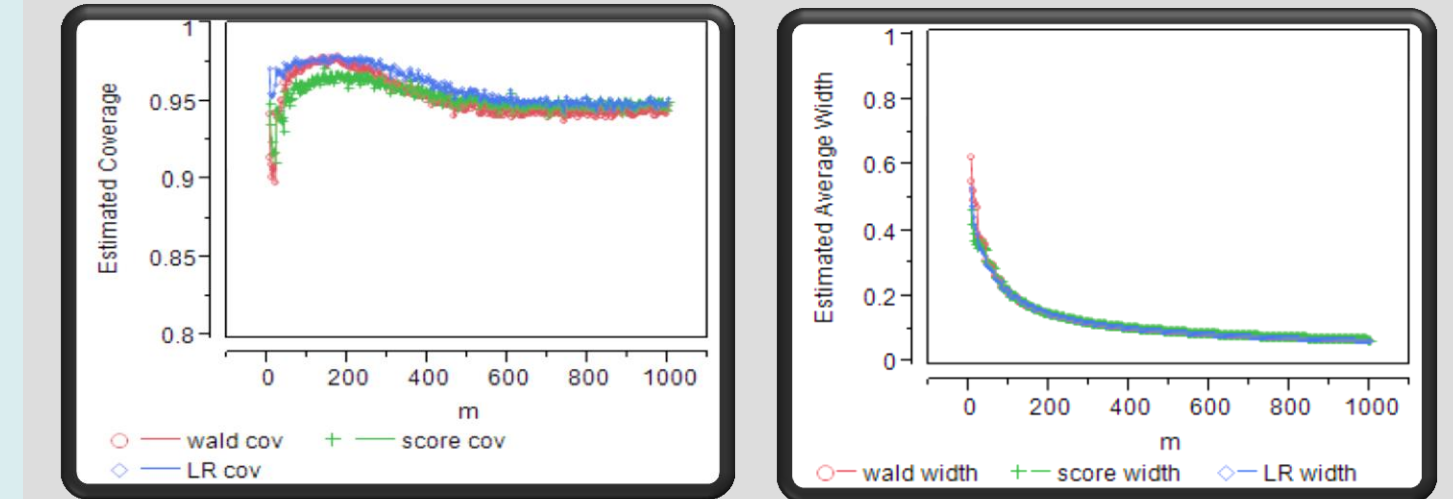 1
0.95
0.9
0.85
0.8
Estimated Coverage
0 200 400 600 800 1000
m
wald cov score cov
LR cov
1
0.8
0.6
0.4
0.2
0
Estimated Average Width
0 200 400 600 800 1000
m
wald width score width LR width